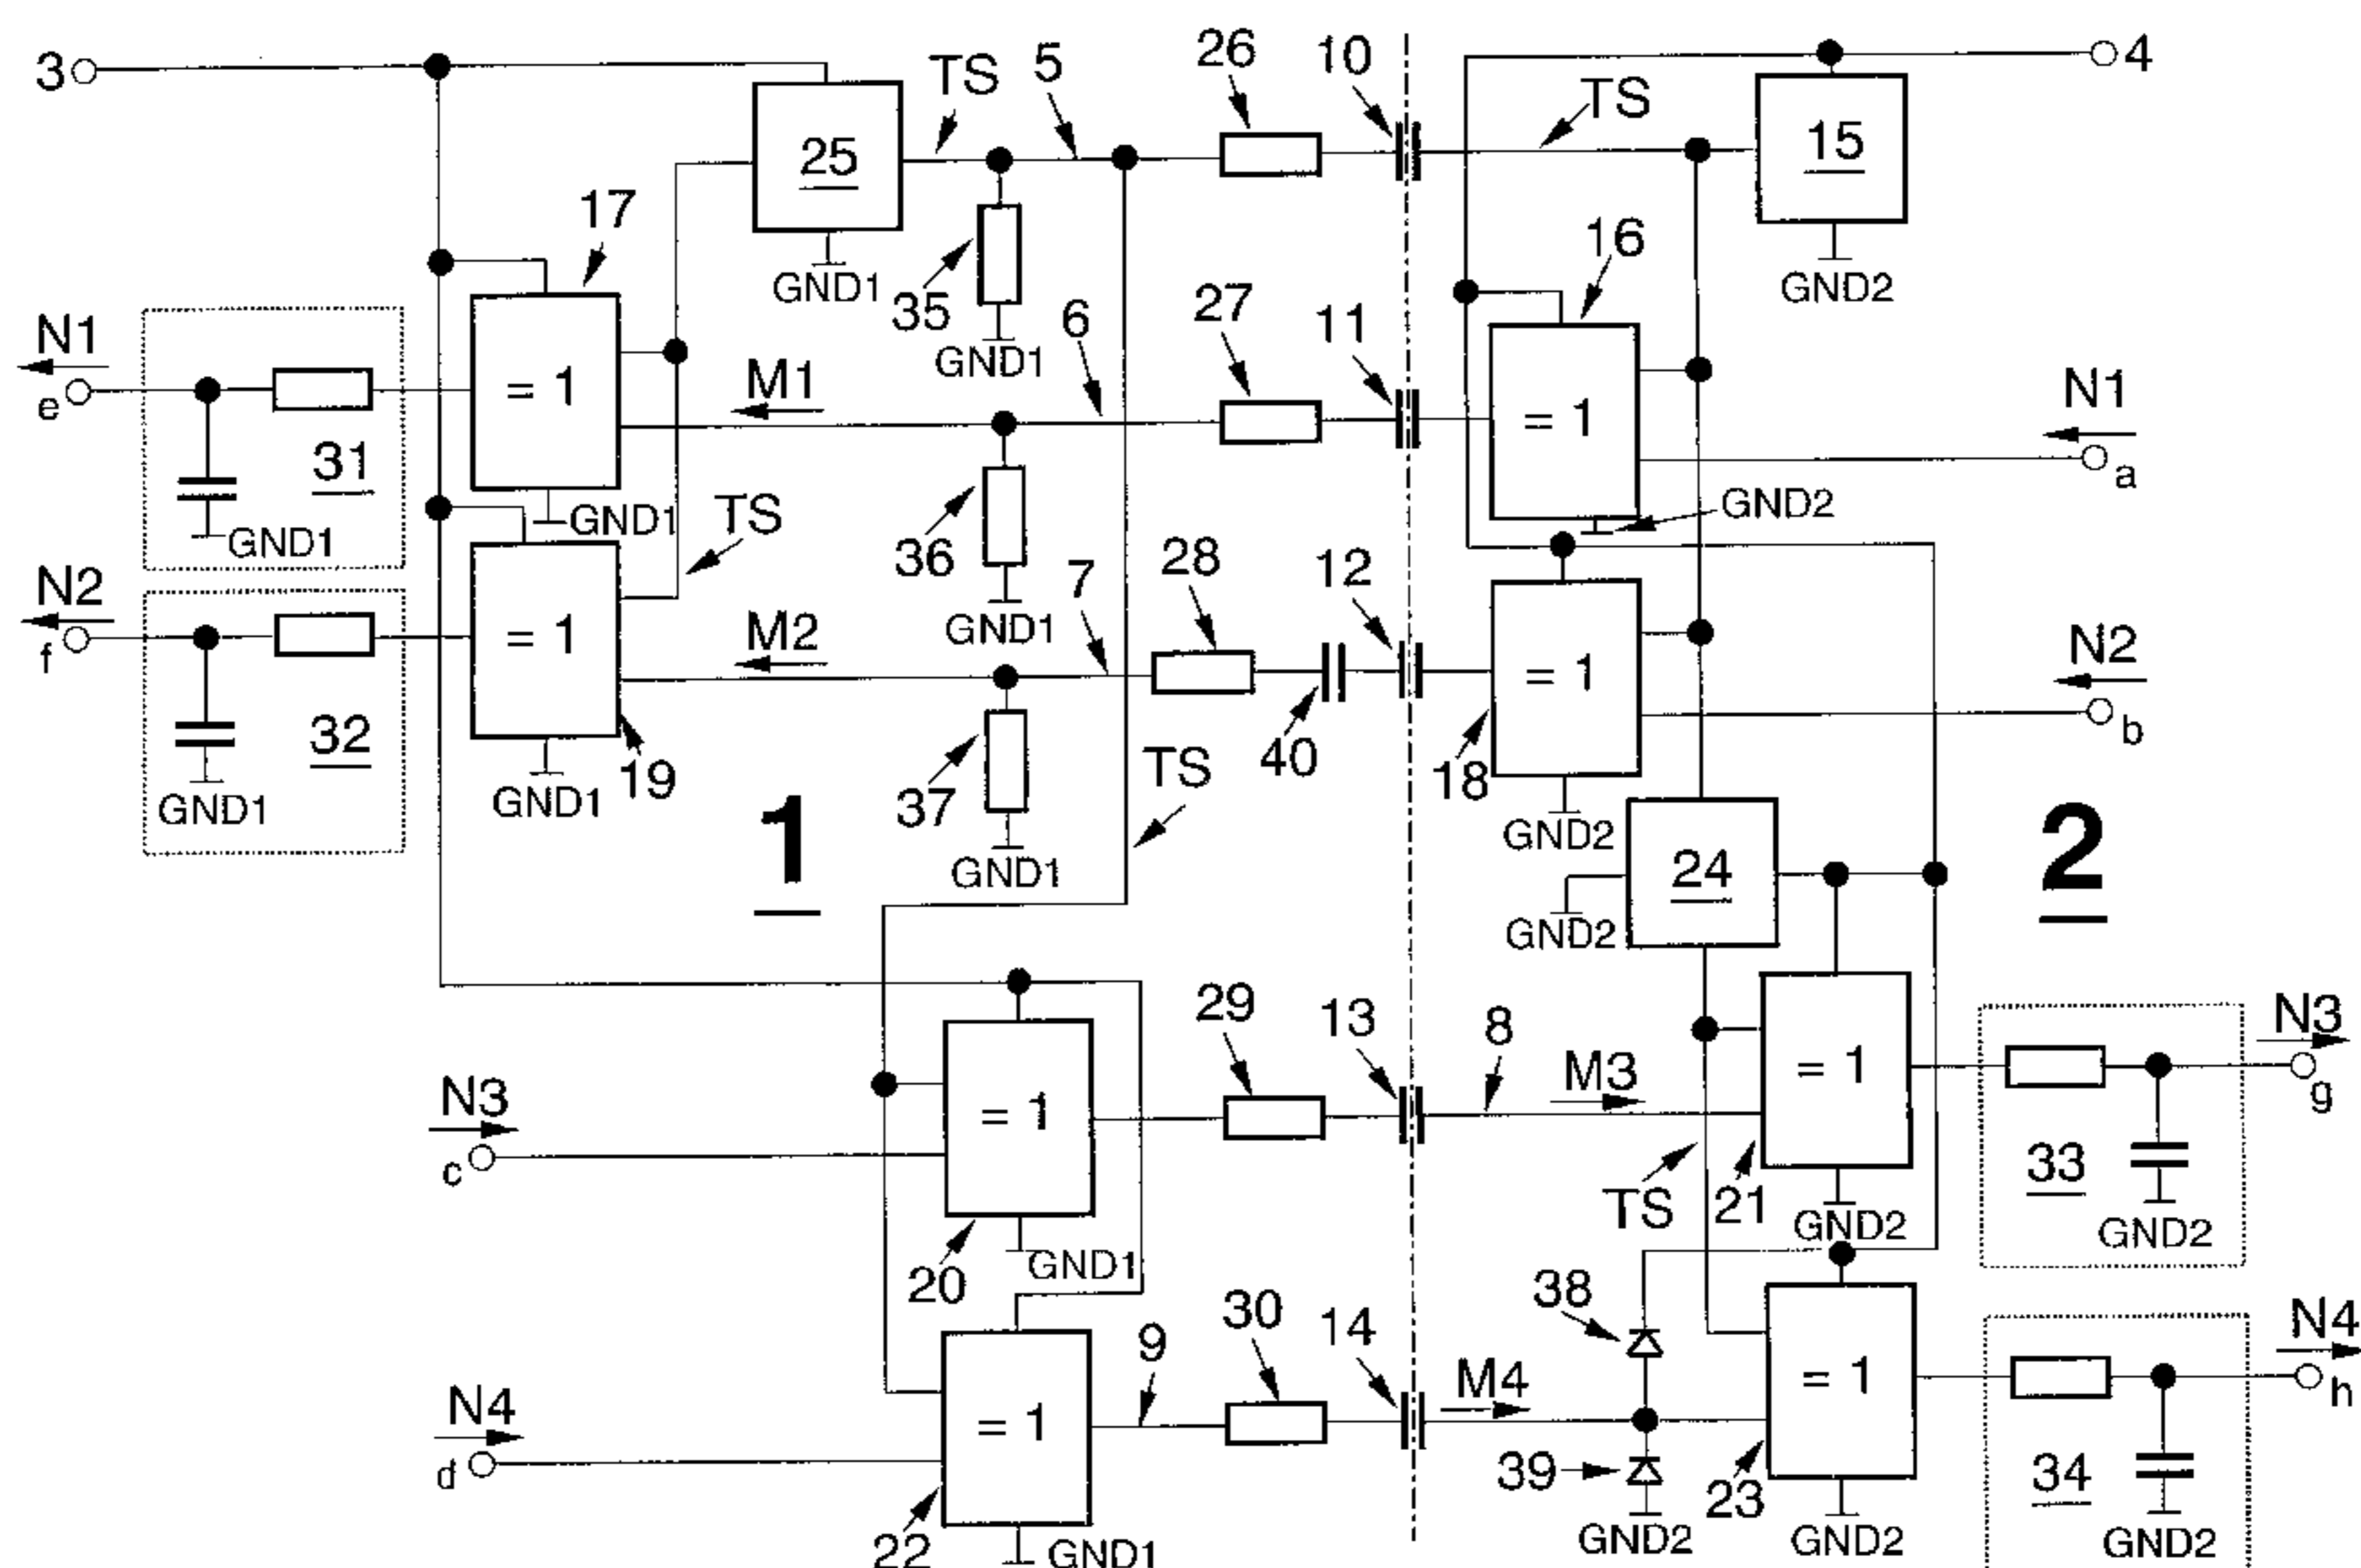 3
TS
5
26
10
TS
4
25
15
17
GND1
35
16
GND2
N1
e
= 1
M1
GND1
6
27
11
= 1
N1
a
31
GND1
GND1
TS
36
GND2
N2
f
= 1
M2
GND1
7
28
12
= 1
N2
b
32
19
37
40
18
GND1
GND1
1
GND1
TS
GND2
24
2
GND2
29
13
8
N3
N3
c
= 1
M3
= 1
g
33
TS
21
GND2
GND2
20
GND1
38
30
14
N4
9
M4
N4
d
= 1
= 1
h
39
23
34
22
GND1
GND2
GND2
GND2